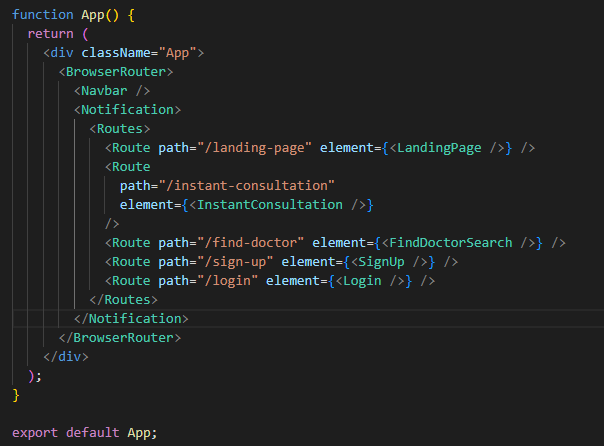 function App() {
  return (
    <div className="App">
      <BrowserRouter>
        <Navbar />
        <Notification>
          <Routes>
            <Route path="/landing-page" element={<LandingPage />} />
            <Route
              path="/instant-consultation"
              element={<InstantConsultation />}
            />
            <Route path="/find-doctor" element={<FindDoctorSearch />} />
            <Route path="/sign-up" element={<SignUp />} />
            <Route path="/login" element={<Login />} />
          </Routes>
        </Notification>
      </BrowserRouter>
    </div>
  );
}

export default App;